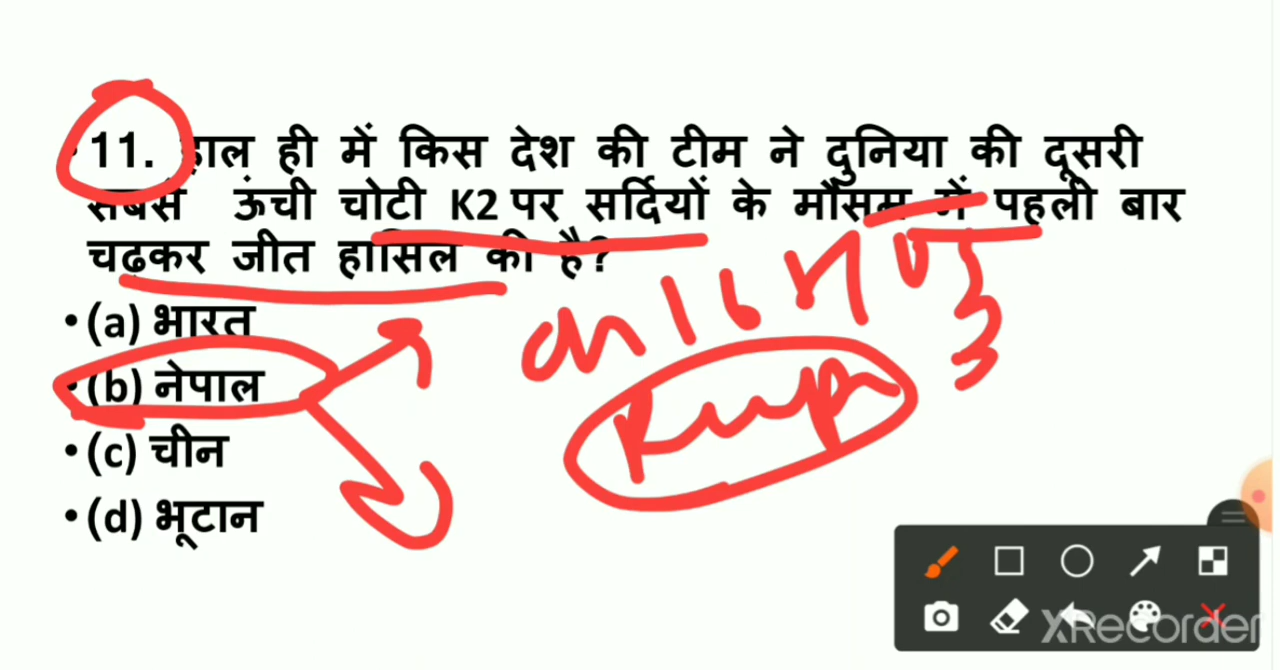 11. हाल ही में किस देश की टीम ने दुनिया की दूसरी
सबसे ऊंची चोटी K2 पर सर्दियों के मौसम में पहली बार
चढ़कर जीत हासिल की है?
• (a) भारत
• (b) नेपाल
• (c) चीन
• (d) भूटान
XRecorder